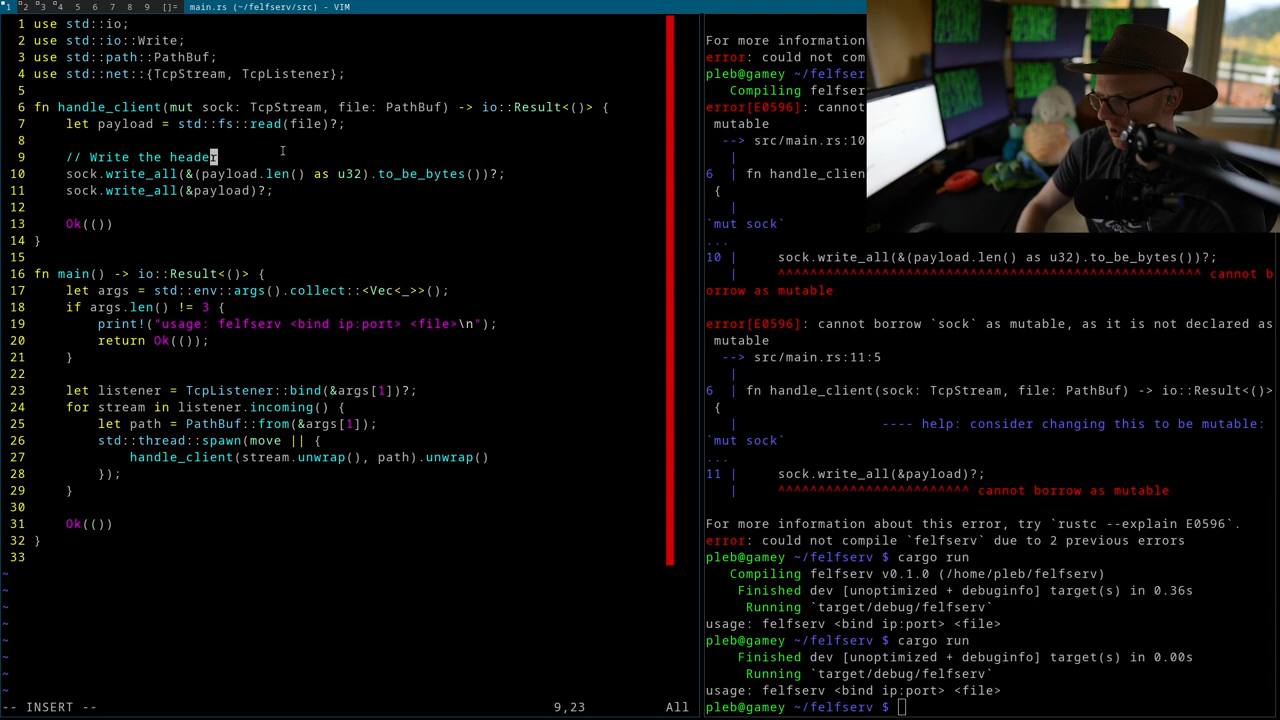 1 2 3 4 5 6 7 8 9 []= main.rs (~/felfserv/src) - VIM
1 use std::io;
2 use std::io::Write;
3 use std::path::PathBuf;
4 use std::net::{TcpStream, TcpListener};
5
6 fn handle_client(mut sock: TcpStream, file: PathBuf) -> io::Result<()> {
7     let payload = std::fs::read(file)?;
8
9     // Write the header
10     sock.write_all(&(payload.len() as u32).to_be_bytes())?;
11     sock.write_all(&payload)?;
12
13     Ok(())
14 }
15
16 fn main() -> io::Result<()> {
17     let args = std::env::args().collect::<Vec<_>>();
18     if args.len() != 3 {
19         print!("usage: felfserv <bind ip:port> <file>\n");
20         return Ok(());
21     }
22
23     let listener = TcpListener::bind(&args[1])?;
24     for stream in listener.incoming() {
25         let path = PathBuf::from(&args[1]);
26         std::thread::spawn(move || {
27             handle_client(stream.unwrap(), path).unwrap()
28         });
29     }
30
31     Ok(())
32 }
33
~
~
~
~
~
~
~
~
-- INSERT -- 9,23 All
For more information
error: could not com
pleb@gamey ~/felfser
   Compiling felfser
error[E0596]: cannot
 mutable
  --> src/main.rs:10
   |
6  | fn handle_clien
 {
   |
`mut sock`
...
10 |     sock.write_all(&(payload.len() as u32).to_be_bytes())?;
   |     ^^^^^^^^^^^^^^^^^^^^^^^^^^^^^^^^^^^^^^^^^^^^^^^^^^^^^ cannot b
orrow as mutable

error[E0596]: cannot borrow `sock` as mutable, as it is not declared as
 mutable
  --> src/main.rs:11:5
   |
6  | fn handle_client(sock: TcpStream, file: PathBuf) -> io::Result<()>
 {
   |                  ---- help: consider changing this to be mutable:
`mut sock`
...
11 |     sock.write_all(&payload)?;
   |     ^^^^^^^^^^^^^^^^^^^^^^^^ cannot borrow as mutable

For more information about this error, try `rustc --explain E0596`.
error: could not compile `felfserv` due to 2 previous errors
pleb@gamey ~/felfserv $ cargo run
   Compiling felfserv v0.1.0 (/home/pleb/felfserv)
    Finished dev [unoptimized + debuginfo] target(s) in 0.36s
     Running `target/debug/felfserv`
usage: felfserv <bind ip:port> <file>
pleb@gamey ~/felfserv $ cargo run
    Finished dev [unoptimized + debuginfo] target(s) in 0.00s
     Running `target/debug/felfserv`
usage: felfserv <bind ip:port> <file>
pleb@gamey ~/felfserv $